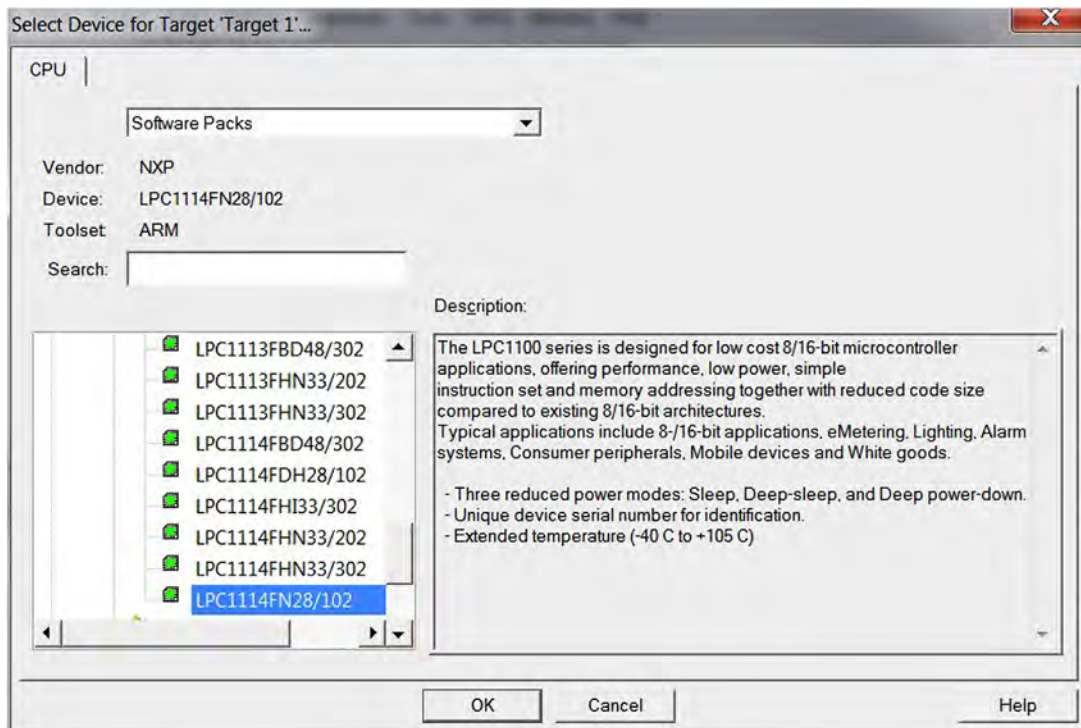 Select Device for Target 'Target 1'...
X
CPU
Software Packs
Vendor: NXP
Device: LPC1114FN28/102
Toolset: ARM
Search:
Description:
LPC1113FBD48/302
LPC1113FHN33/202
LPC1113FHN33/302
LPC1114FBD48/302
LPC1114FDH28/102
LPC1114FHI33/302
LPC1114FHN33/202
LPC1114FHN33/302
LPC1114FN28/102
The LPC1100 series is designed for low cost 8/16-bit microcontroller
applications, offering performance, low power, simple
instruction set and memory addressing together with reduced code size
compared to existing 8/16-bit architectures.
Typical applications include 8-/16-bit applications, eMetering, Lighting, Alarm
systems, Consumer peripherals, Mobile devices and White goods.
- Three reduced power modes: Sleep, Deep-sleep, and Deep power-down.
- Unique device serial number for identification.
- Extended temperature (-40 C to +105 C)
OK
Cancel
Help